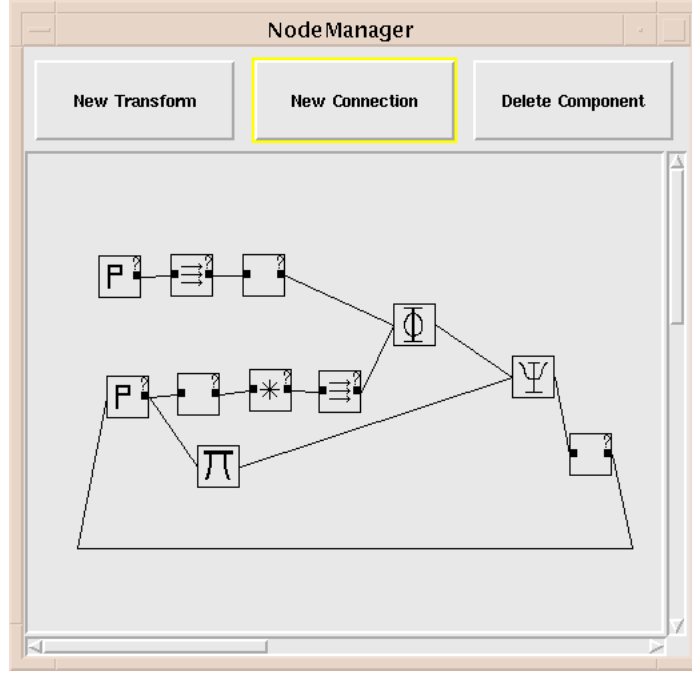 NodeManager
New Transform New Connection Delete Component
P ? ? ?
Φ
P ? ? * ? ? Ψ
Π ?